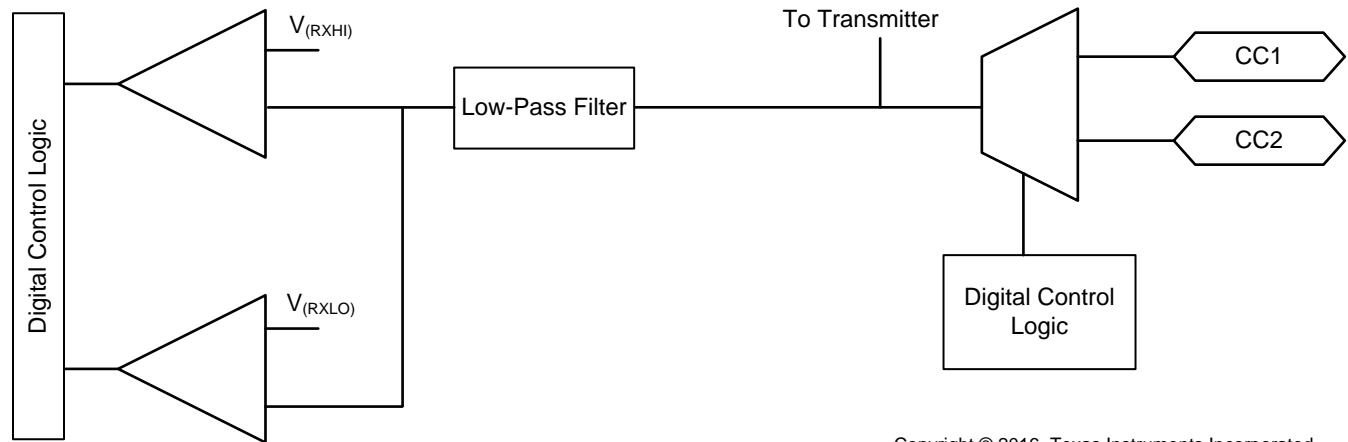 V(RXHI)
To Transmitter
CC1
Low-Pass Filter
CC2
Digital Control Logic
V(RXLO)
Digital Control
Logic
Copyright © 2016, Texas Instruments Incorporated